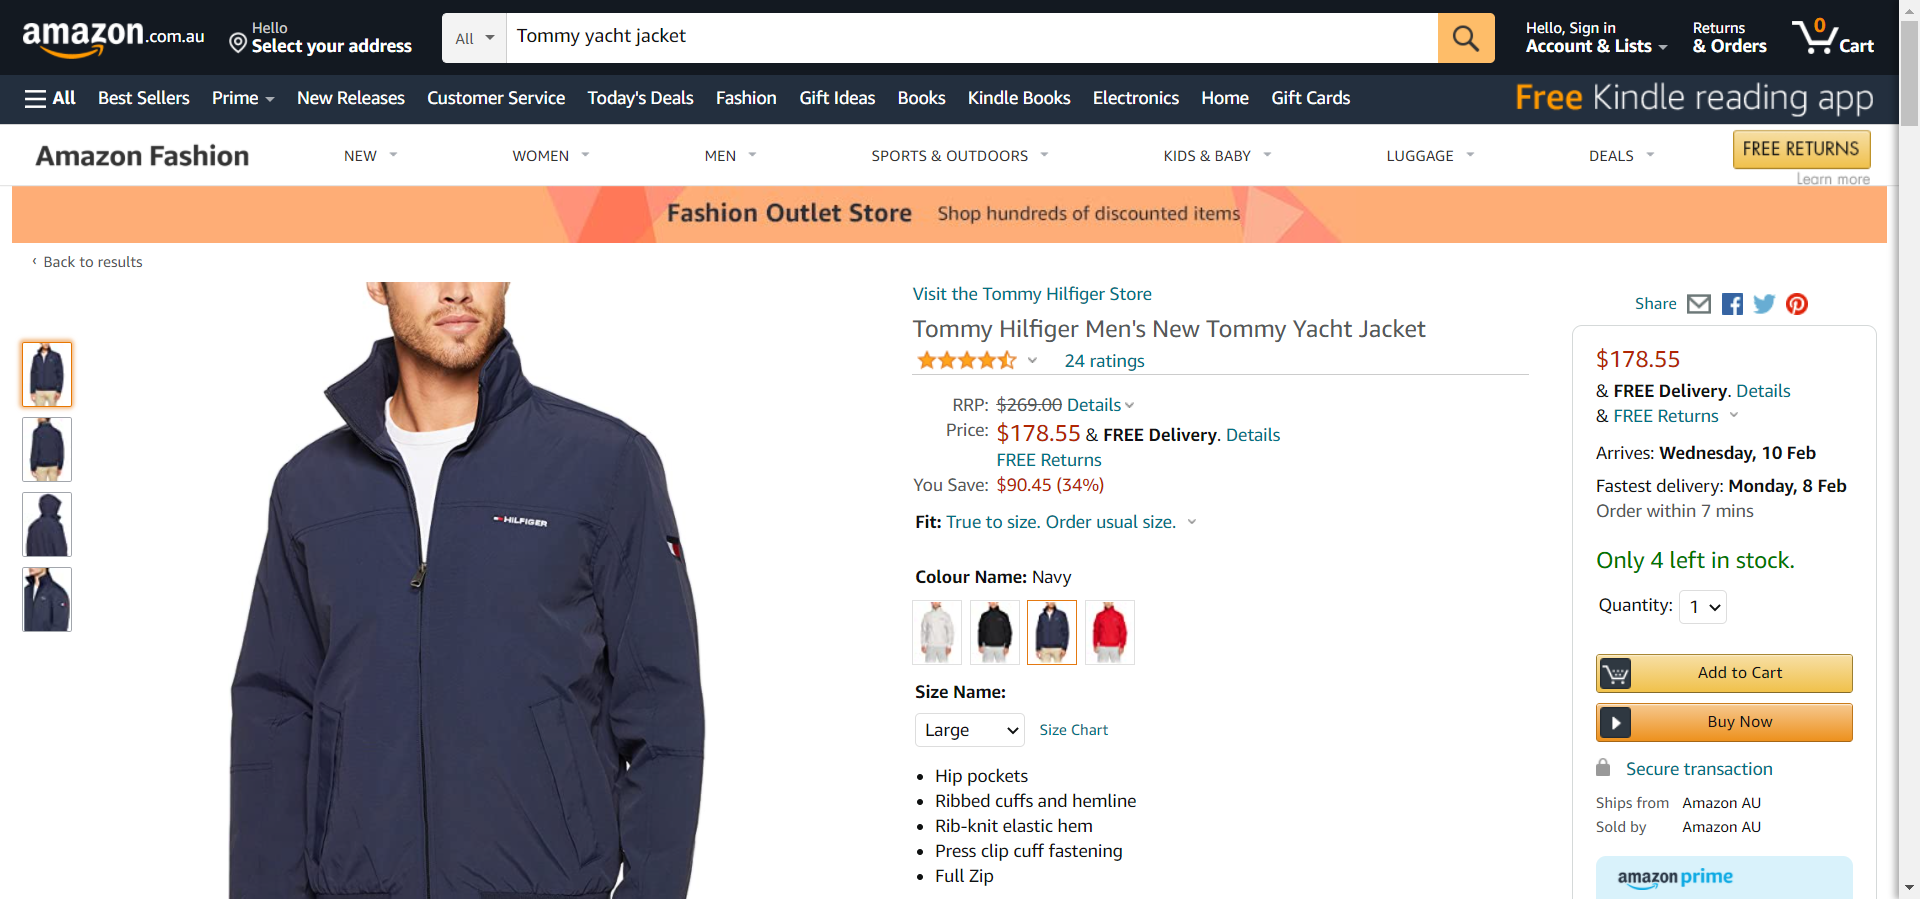 amazon.com.au
Hello
Select your address
All
Tommy yacht jacket
Hello, Sign in
Account & Lists
Returns
& Orders
0
Cart
All
Best Sellers
Prime
New Releases
Customer Service
Today's Deals
Fashion
Gift Ideas
Books
Kindle Books
Electronics
Home
Gift Cards
Free Kindle reading app
Amazon Fashion
NEW
WOMEN
MEN
SPORTS & OUTDOORS
KIDS & BABY
LUGGAGE
DEALS
FREE RETURNS
Learn more
Fashion Outlet Store Shop hundreds of discounted items
‹ Back to results
HILFIGER
Visit the Tommy Hilfiger Store
Tommy Hilfiger Men's New Tommy Yacht Jacket
24 ratings
RRP: $269.00 Details
Price: $178.55 & FREE Delivery. Details
FREE Returns
You Save: $90.45 (34%)
Fit: True to size. Order usual size.
Colour Name: Navy
Size Name:
Large
Size Chart
• Hip pockets
• Ribbed cuffs and hemline
• Rib-knit elastic hem
• Press clip cuff fastening
• Full Zip
Share
$178.55
& FREE Delivery. Details
& FREE Returns
Arrives: Wednesday, 10 Feb
Fastest delivery: Monday, 8 Feb
Order within 7 mins
Only 4 left in stock.
Quantity: 1
Add to Cart
Buy Now
Secure transaction
Ships from Amazon AU
Sold by Amazon AU
amazon prime